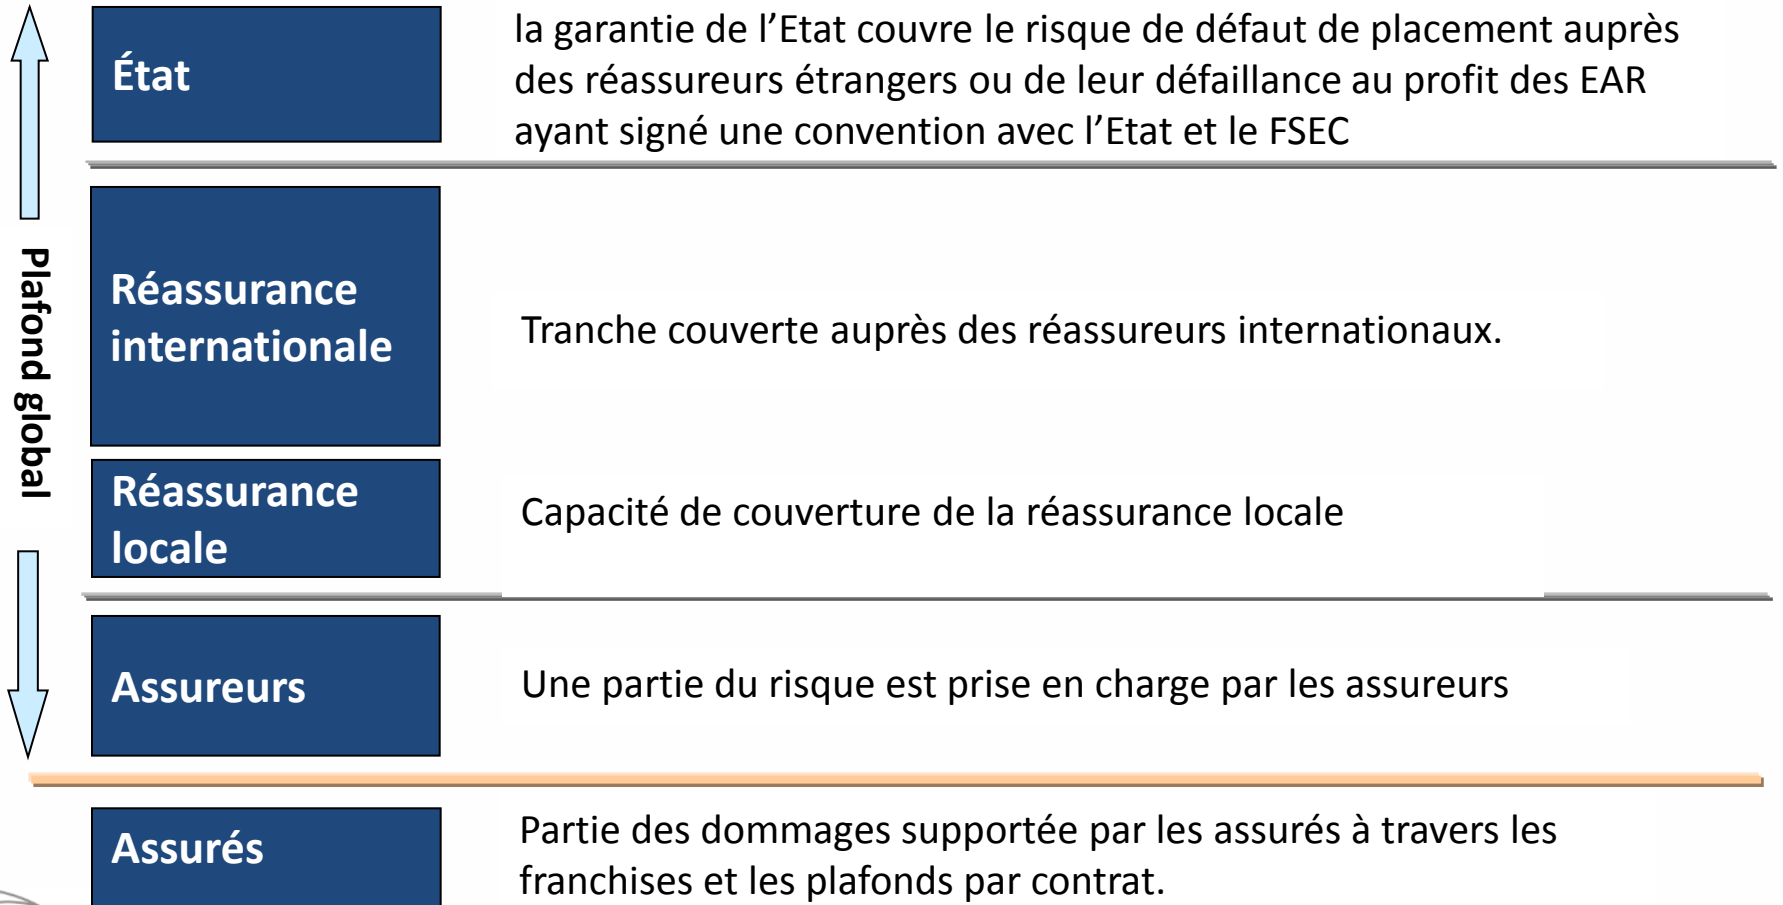 État
la garantie de l’Etat couvre le risque de défaut de placement auprès
des réassureurs étrangers ou de leur défaillance au profit des EAR
ayant signé une convention avec l’Etat et le FSEC
Plafond global
Réassurance
internationale
Tranche couverte auprès des réassureurs internationaux.
Réassurance
locale
Capacité de couverture de la réassurance locale
Assureurs
Une partie du risque est prise en charge par les assureurs
Assurés
Partie des dommages supportée par les assurés à travers les
franchises et les plafonds par contrat.